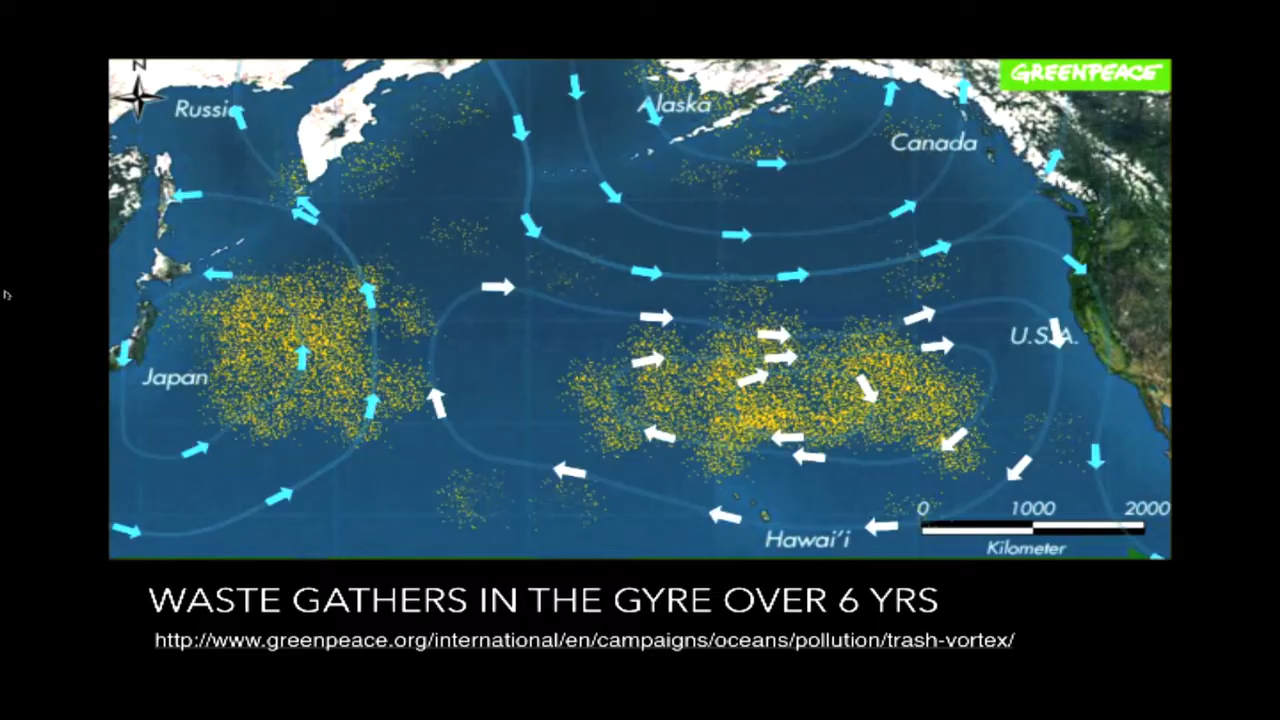 N
GREENPEACE
Russia
Alaska
Canada
U.S.A.
Japan
0 1000 2000
Kilometer
Hawai'i
WASTE GATHERS IN THE GYRE OVER 6 YRS
http://www.greenpeace.org/international/en/campaigns/oceans/pollution/trash-vortex/